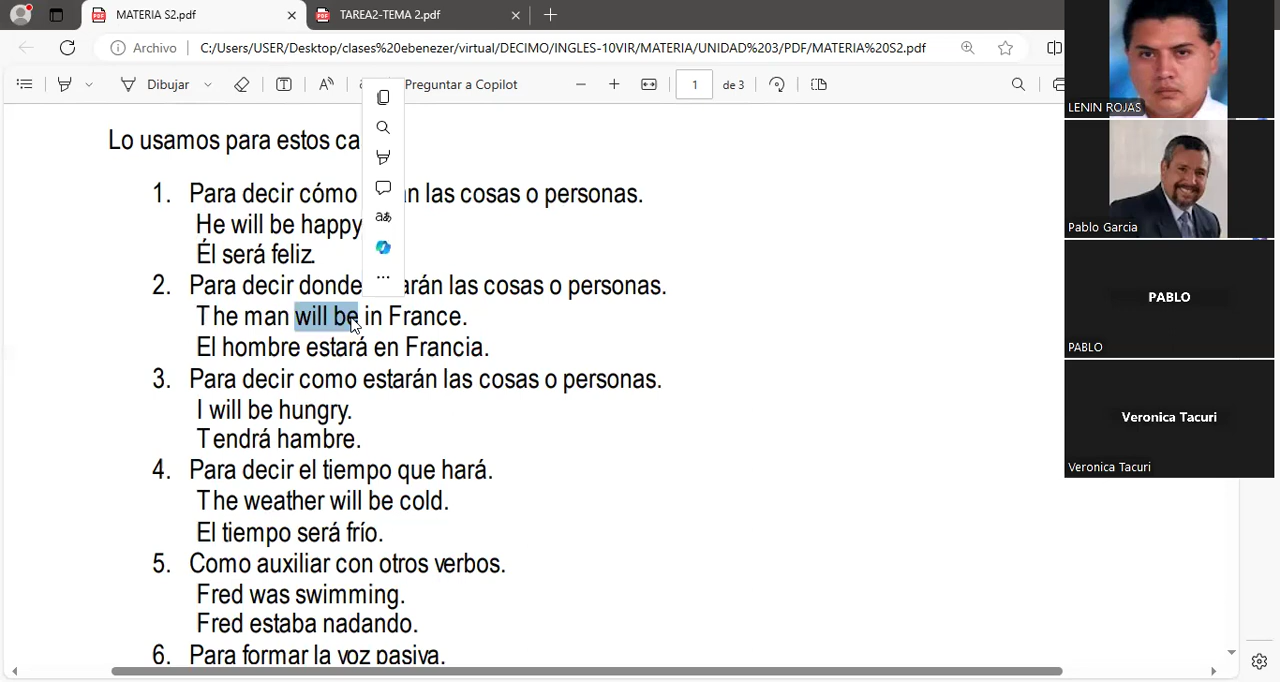 MATERIA S2.pdf
TAREA2-TEMA 2.pdf
Archivo
C:/Users/USER/Desktop/clases%20ebenezer/virtual/DECIMO/INGLES-10VIR/MATERIA/UNIDAD%203/PDF/MATERIA%20S2.pdf
Dibujar
Preguntar a Copilot
1 de 3
Lo usamos para estos ca
1. Para decir cómo n las cosas o personas.
He will be happy
Él será feliz.
2. Para decir donde arán las cosas o personas.
The man will be in France.
El hombre estará en Francia.
3. Para decir como estarán las cosas o personas.
I will be hungry.
Tendrá hambre.
4. Para decir el tiempo que hará.
The weather will be cold.
El tiempo será frío.
5. Como auxiliar con otros verbos.
Fred was swimming.
Fred estaba nadando.
6. Para formar la voz pasiva.
LENIN ROJAS
Pablo Garcia
PABLO
PABLO
Veronica Tacuri
Veronica Tacuri